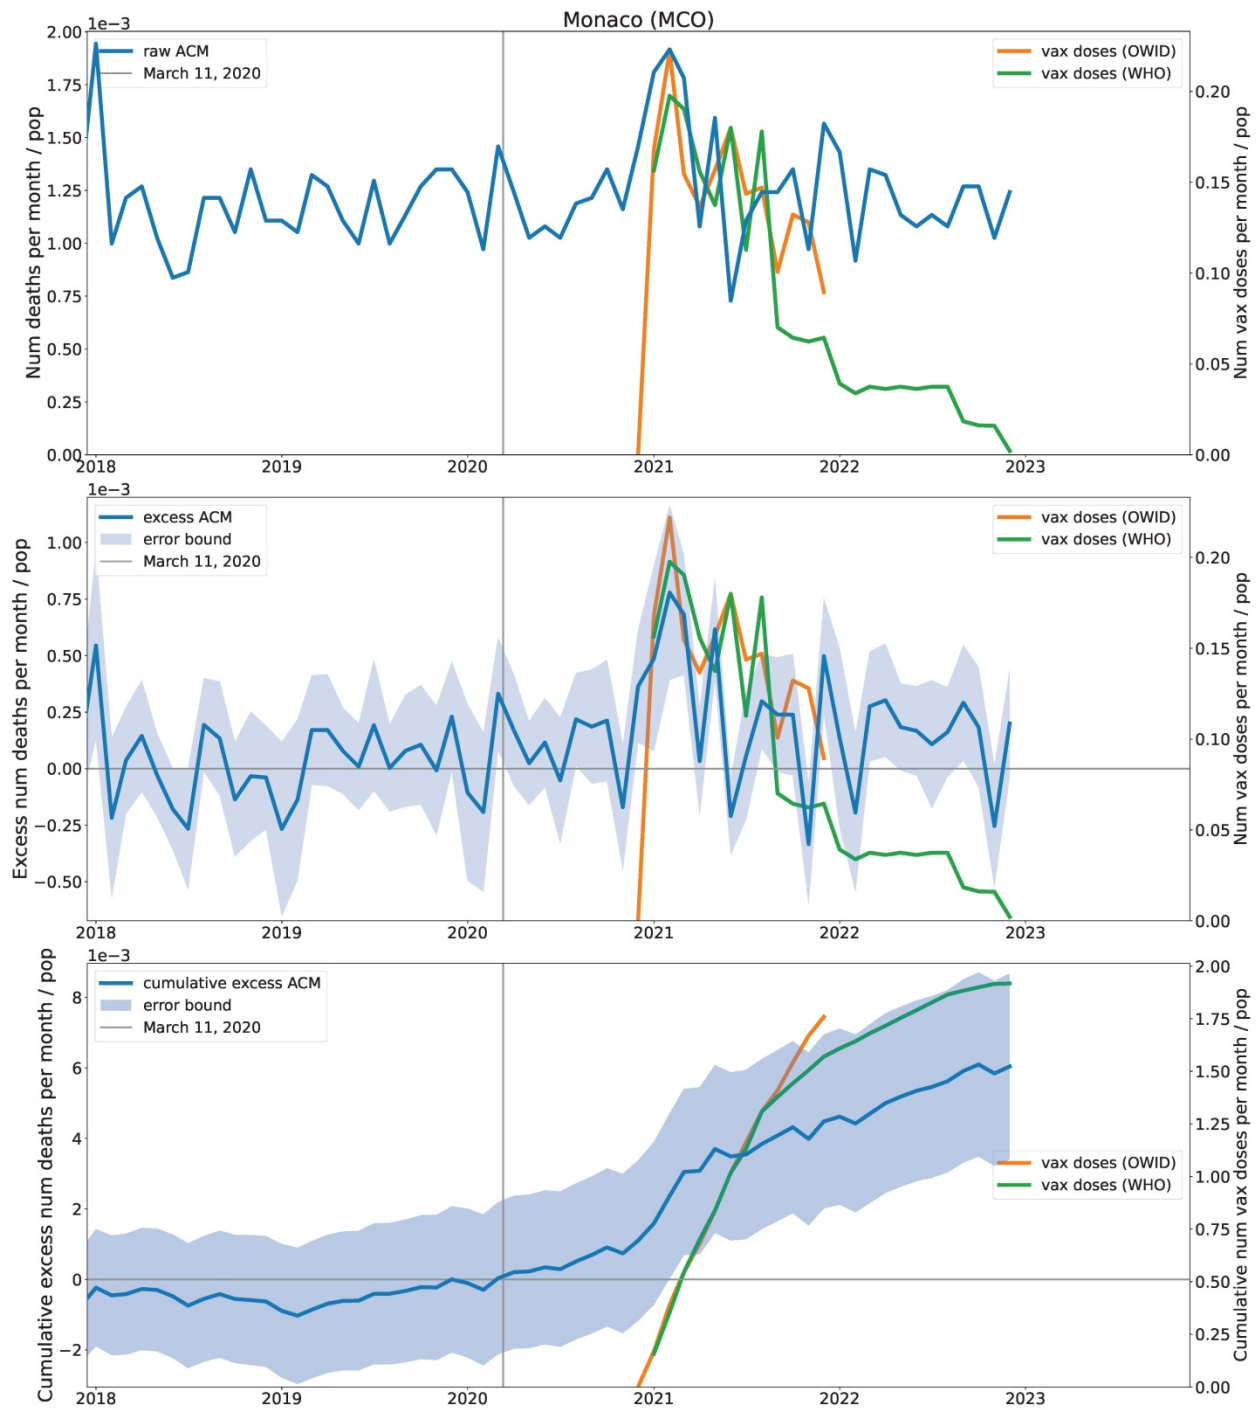 Monaco (MCO)
1e−3
2.00
1.75
1.50
1.25
1.00
0.75
0.50
0.25
0.00
Num deaths per month / pop
raw ACM
March 11, 2020
vax doses (OWID)
vax doses (WHO)
0.20
0.15
0.10
0.05
0.00
Num vax doses per month / pop
2018 2019 2020 2021 2022 2023
1e−3
1.00
0.75
0.50
0.25
0.00
−0.25
−0.50
Excess num deaths per month / pop
excess ACM
error bound
March 11, 2020
vax doses (OWID)
vax doses (WHO)
0.20
0.15
0.10
0.05
0.00
Num vax doses per month / pop
2018 2019 2020 2021 2022 2023
1e−3
8
6
4
2
0
−2
Cumulative excess num deaths per month / pop
cumulative excess ACM
error bound
March 11, 2020
vax doses (OWID)
vax doses (WHO)
2.00
1.75
1.50
1.25
1.00
0.75
0.50
0.25
0.00
Cumulative num vax doses per month / pop
2018 2019 2020 2021 2022 2023